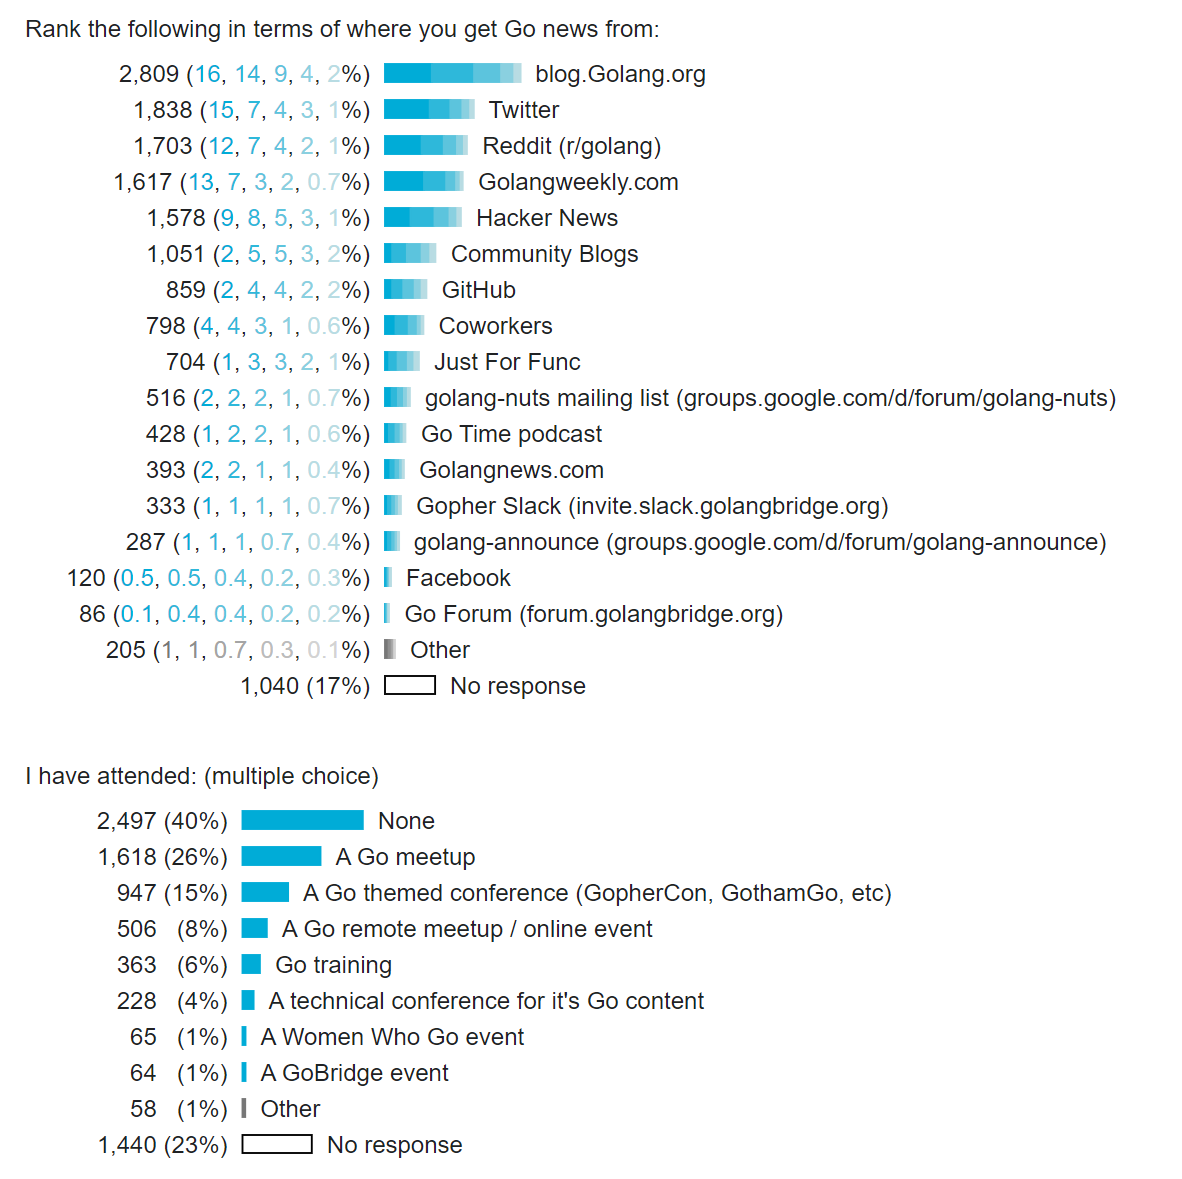 Rank the following in terms of where you get Go news from:
2,809 (16, 14, 9, 4, 2%) blog.Golang.org
1,838 (15, 7, 4, 3, 1%) Twitter
1,703 (12, 7, 4, 2, 1%) Reddit (r/golang)
1,617 (13, 7, 3, 2, 0.7%) Golangweekly.com
1,578 (9, 8, 5, 3, 1%) Hacker News
1,051 (2, 5, 5, 3, 2%) Community Blogs
859 (2, 4, 4, 2, 2%) GitHub
798 (4, 4, 3, 1, 0.6%) Coworkers
704 (1, 3, 3, 2, 1%) Just For Func
516 (2, 2, 2, 1, 0.7%) golang-nuts mailing list (groups.google.com/d/forum/golang-nuts)
428 (1, 2, 2, 1, 0.6%) Go Time podcast
393 (2, 2, 1, 1, 0.4%) Golangnews.com
333 (1, 1, 1, 1, 0.7%) Gopher Slack (invite.slack.golangbridge.org)
287 (1, 1, 1, 0.7, 0.4%) golang-announce (groups.google.com/d/forum/golang-announce)
120 (0.5, 0.5, 0.4, 0.2, 0.3%) Facebook
86 (0.1, 0.4, 0.4, 0.2, 0.2%) Go Forum (forum.golangbridge.org)
205 (1, 1, 0.7, 0.3, 0.1%) Other
1,040 (17%) No response
I have attended: (multiple choice)
2,497 (40%) None
1,618 (26%) A Go meetup
947 (15%) A Go themed conference (GopherCon, GothamGo, etc)
506 (8%) A Go remote meetup / online event
363 (6%) Go training
228 (4%) A technical conference for it's Go content
65 (1%) A Women Who Go event
64 (1%) A GoBridge event
58 (1%) Other
1,440 (23%) No response